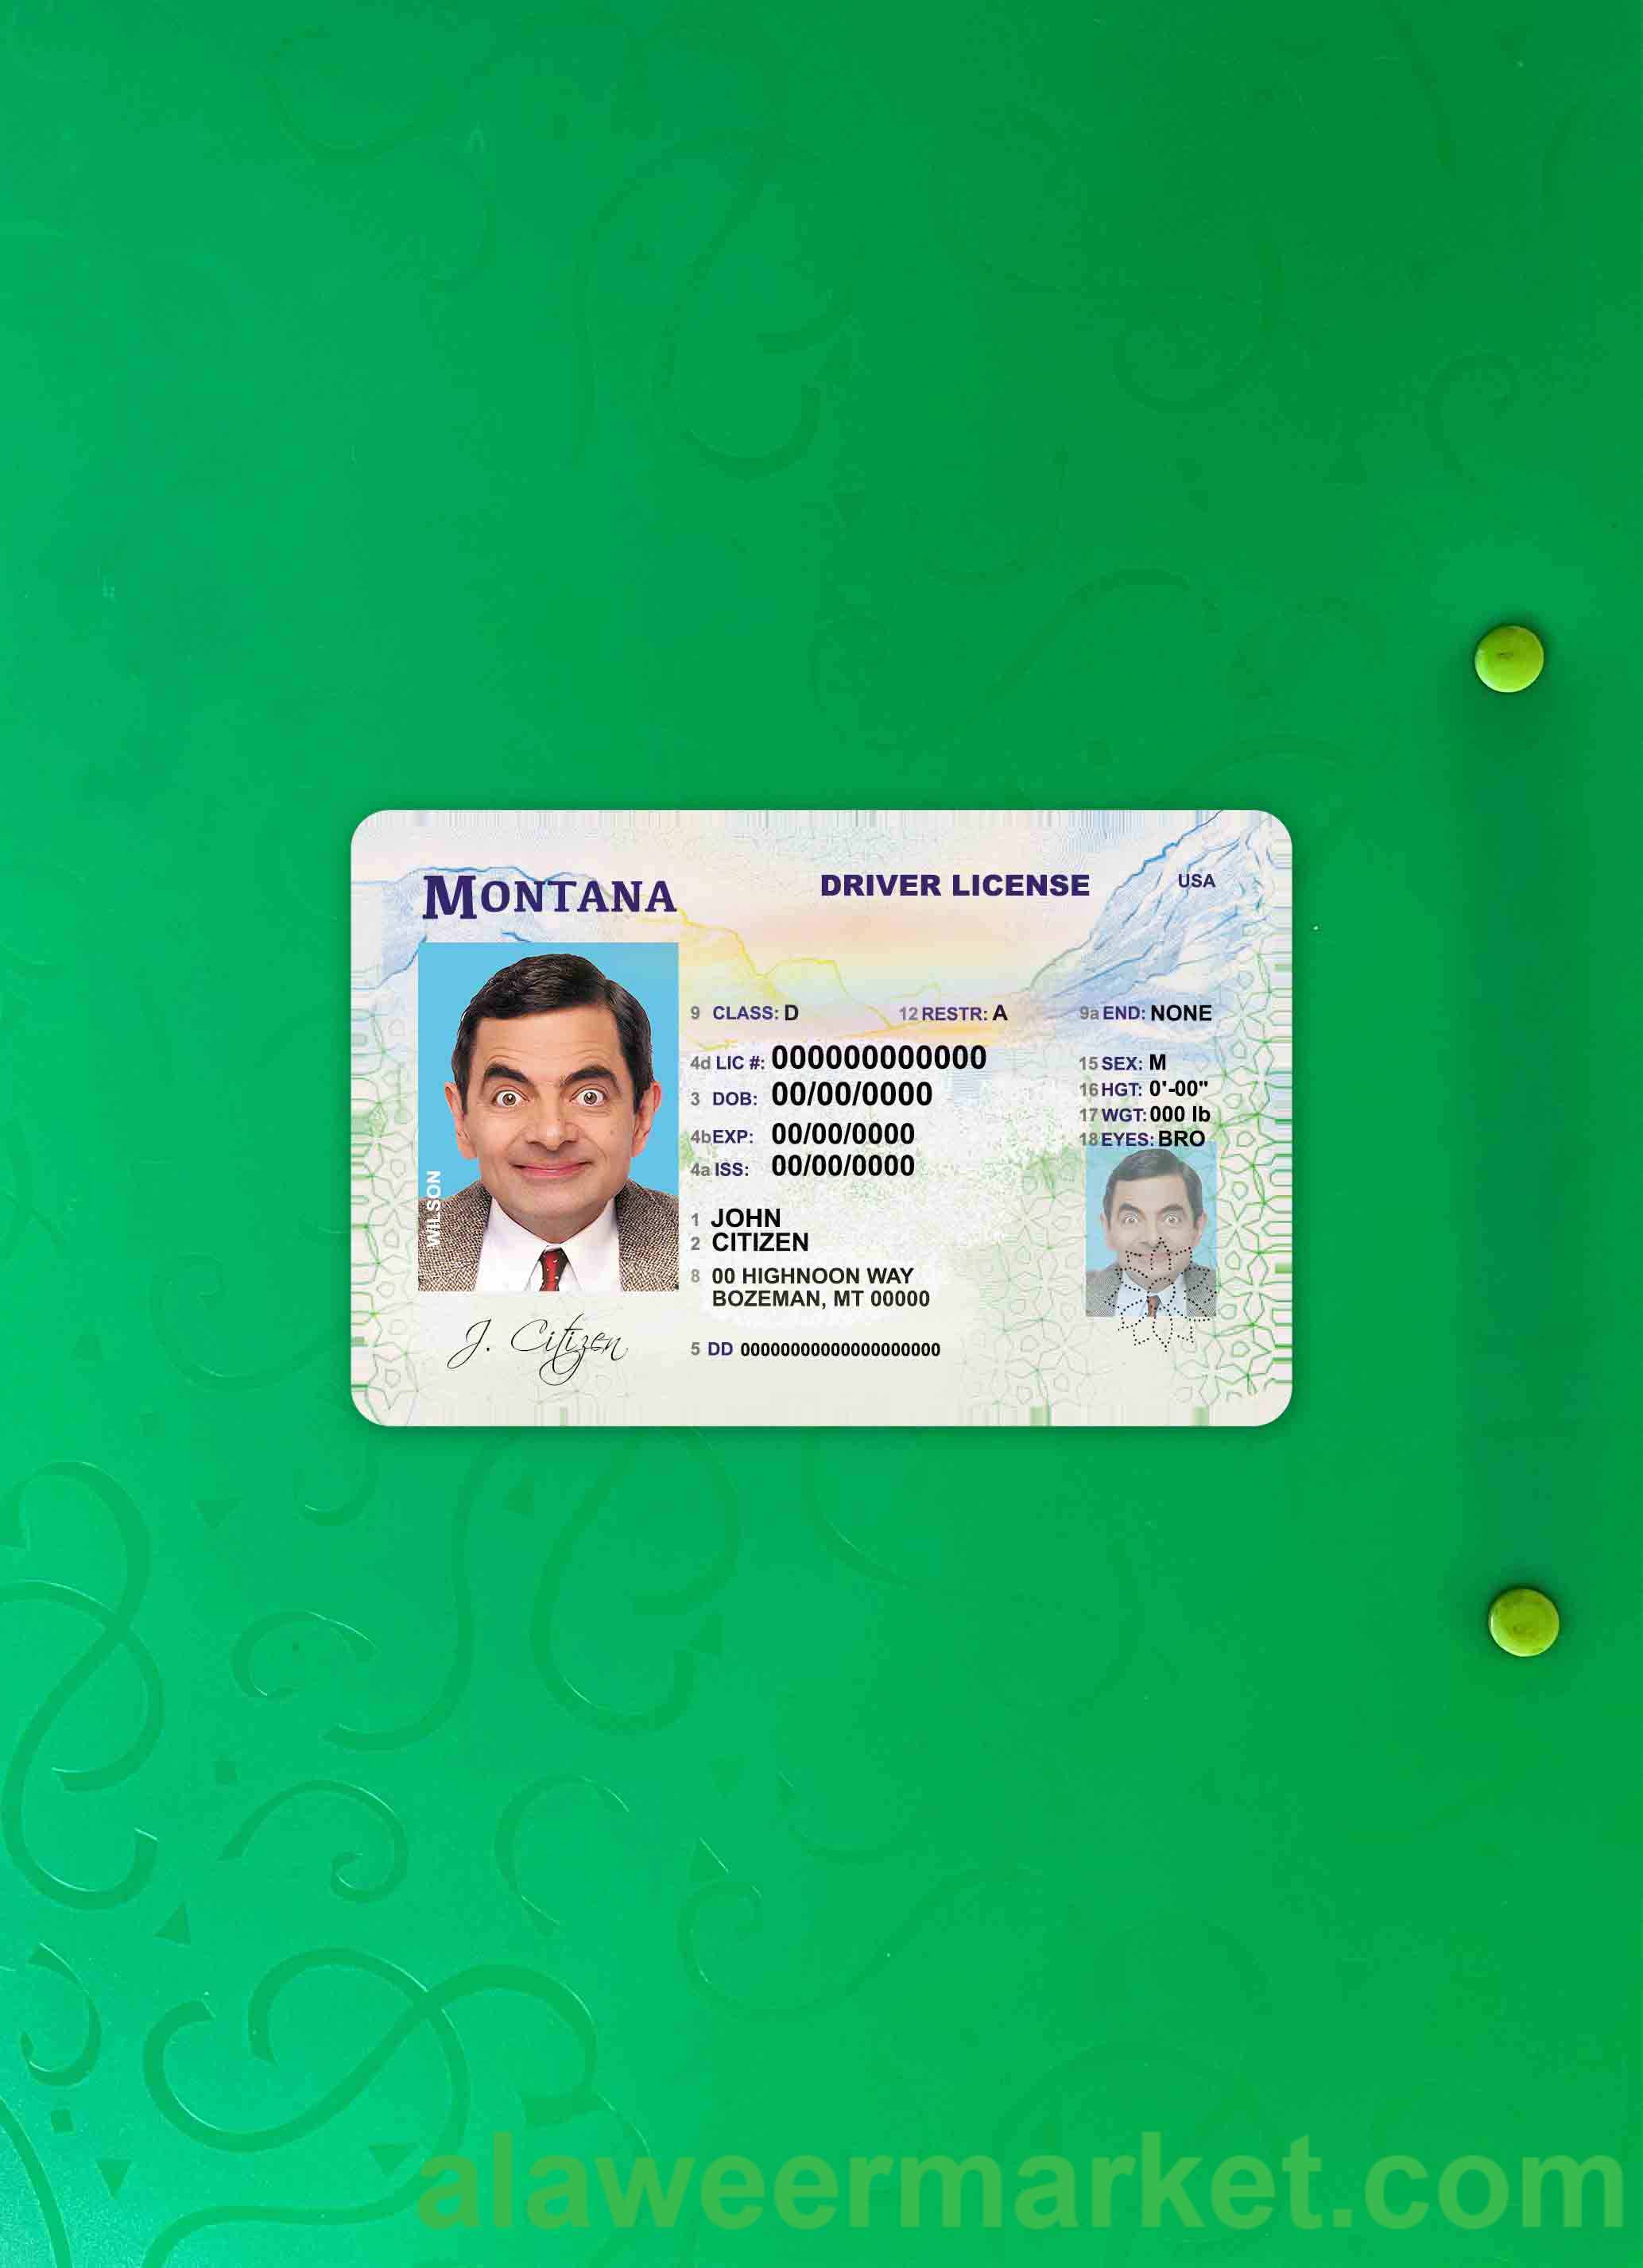 MONTANA
DRIVER LICENSE
USA
9 CLASS: D
12 RESTR: A
9a END: NONE
4d LIC #: 000000000000
15 SEX: M
3 DOB: 00/00/0000
16 HGT: 0'-00"
17 WGT: 000 lb
4b EXP: 00/00/0000
18 EYES: BRO
4a ISS: 00/00/0000
WILSON
1 JOHN
2 CITIZEN
8 00 HIGHNOON WAY
BOZEMAN, MT 00000
J. Citizen
5 DD 00000000000000000000
alaweermarket.com